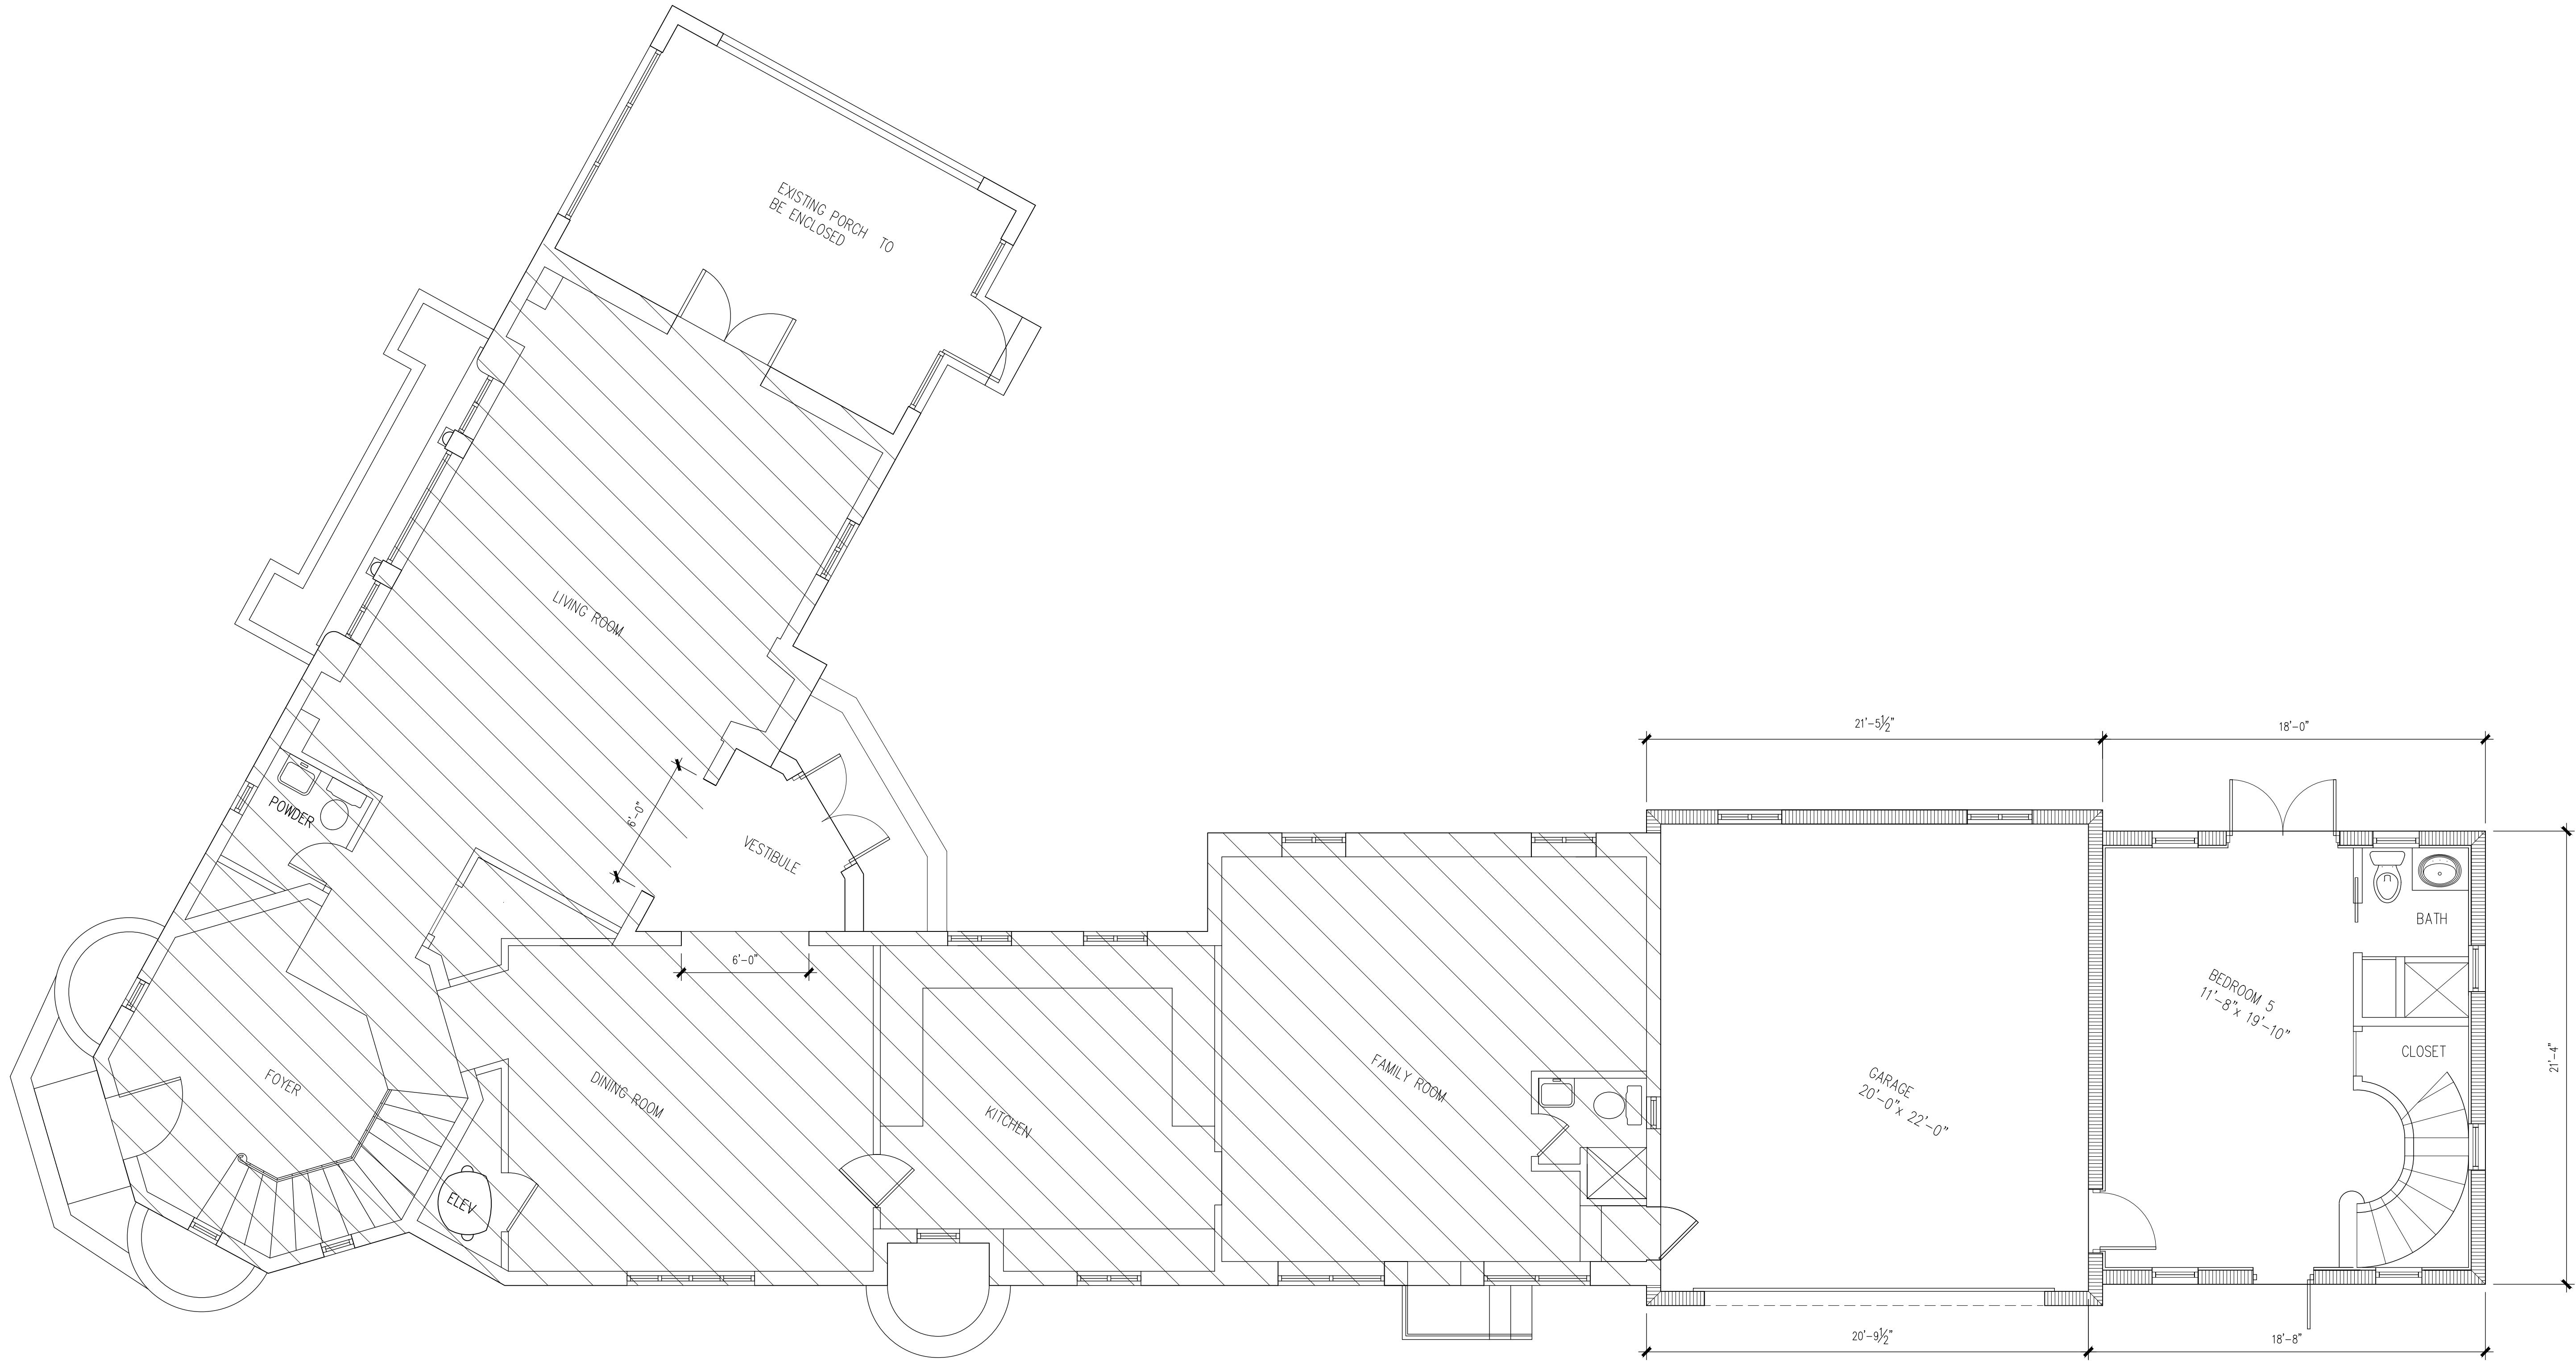 EXISTING PORCH TO
BE ENCLOSED
LIVING ROOM
POWDER
6'-0"
VESTIBULE
6'-0"
FOYER
ELEV
DINING ROOM
KITCHEN
FAMILY ROOM
21'-5½"
18'-0"
GARAGE
20'-0"x 22'-0"
BEDROOM 5
11'-8"x 19'-10"
BATH
CLOSET
21'-4"
20'-9½"
18'-8"